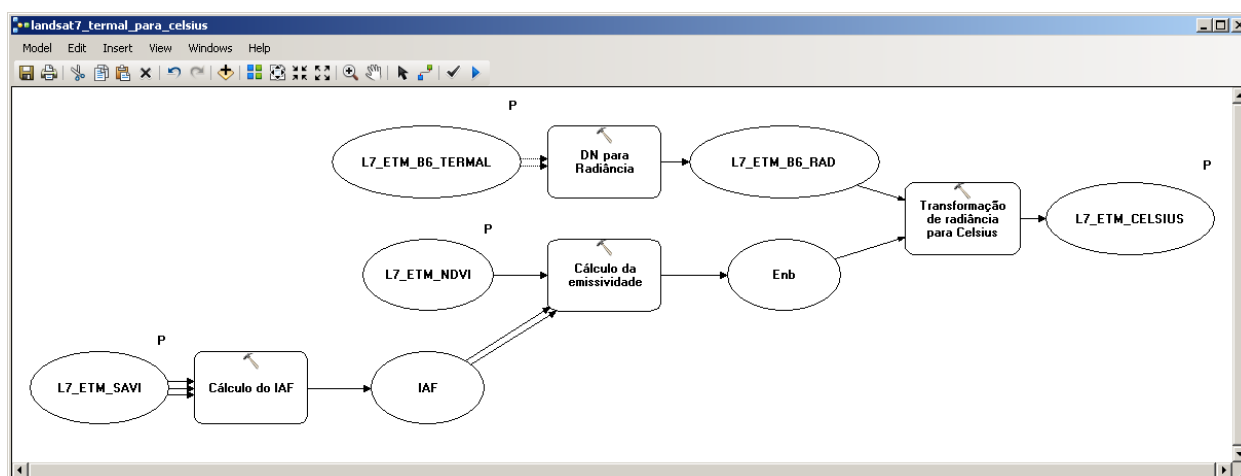 landsat7_termal_para_celsius
Model Edit Insert View Windows Help
P
L7_ETM_B6_TERMAL
DN para
Radiância
L7_ETM_B6_RAD
P
Transformação
de radiância
para Celsius
L7_ETM_CELSIUS
P
L7_ETM_NDVI
Cálculo da
emissividade
Enb
P
L7_ETM_SAVI
Cálculo do IAF
IAF